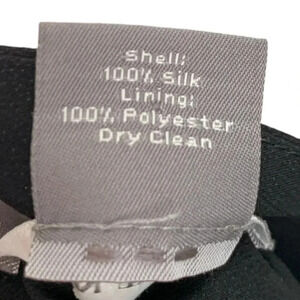 Shell:
100% Silk
Lining:
100% Polyester
Dry Clean